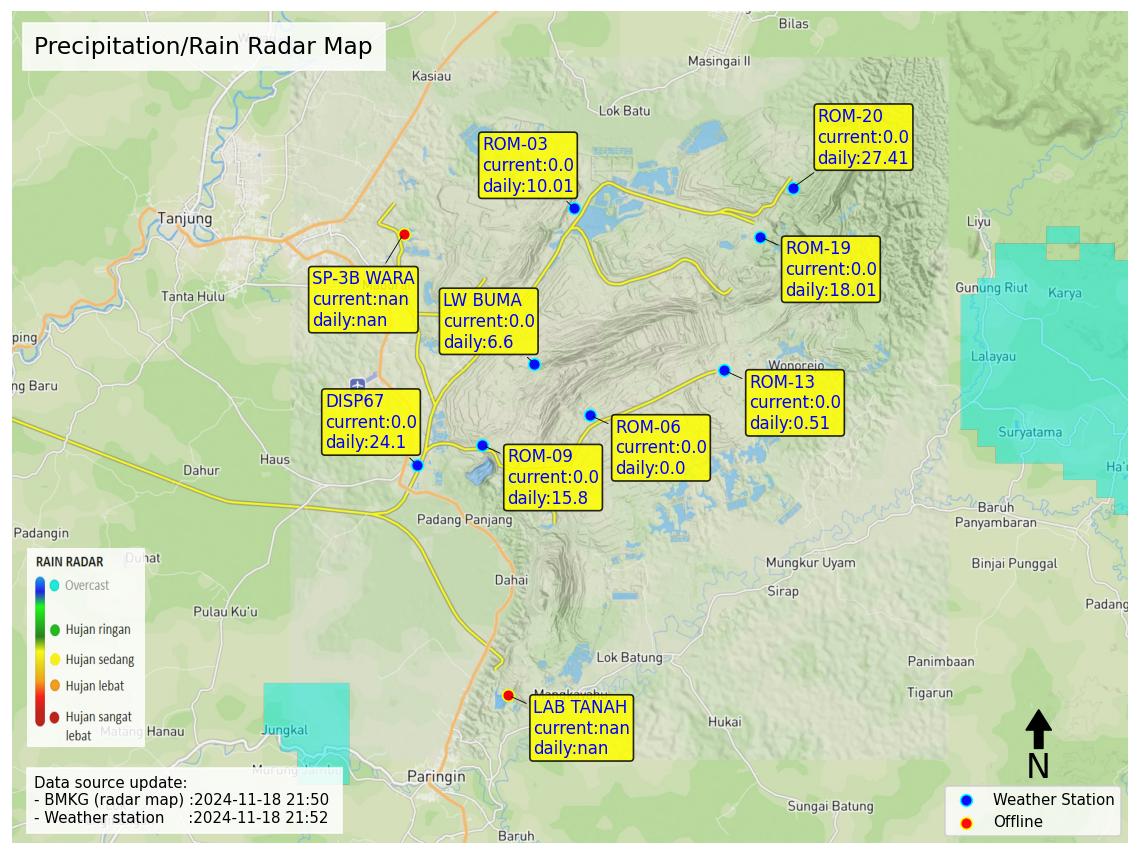 Precipitation/Rain Radar Map
Bilas
Masingai II
Kasiau
Lok Batu
ROM-20
current:0.0
daily:27.41
ROM-03
current:0.0
daily:10.01
Tanjung
Liyu
ROM-19
current:0.0
daily:18.01
SP-3B WARA
current:nan
daily:nan
Tanta Hulu
LW BUMA
current:0.0
daily:6.6
Gunung Riut
Karya
ping
Lalayau
Wonorejo
ng Baru
ROM-13
current:0.0
daily:0.51
DISP67
current:0.0
daily:24.1
ROM-06
current:0.0
daily:0.0
Suryatama
ROM-09
current:0.0
daily:15.8
Haus
Dahur
Ha'u
Baruh
Panyambaran
Padang Panjang
Padangin
Duhat
Mungkur Uyam
Binjai Punggal
Dahai
Sirap
Padang
Pulau Ku'u
RAIN RADAR
Overcast
Hujan ringan
Hujan sedang
Hujan lebat
Hujan sangat
lebat
Lok Batung
Panimbaan
Tigarun
Mangkayahu
LAB TANAH
current:nan
daily:nan
Hukai
Matang Hanau
Jungkal
Murung Jambu
Paringin
N
Data source update:
- BMKG (radar map) :2024-11-18 21:50
- Weather station :2024-11-18 21:52
Sungai Batung
Baruh
Weather Station
Offline